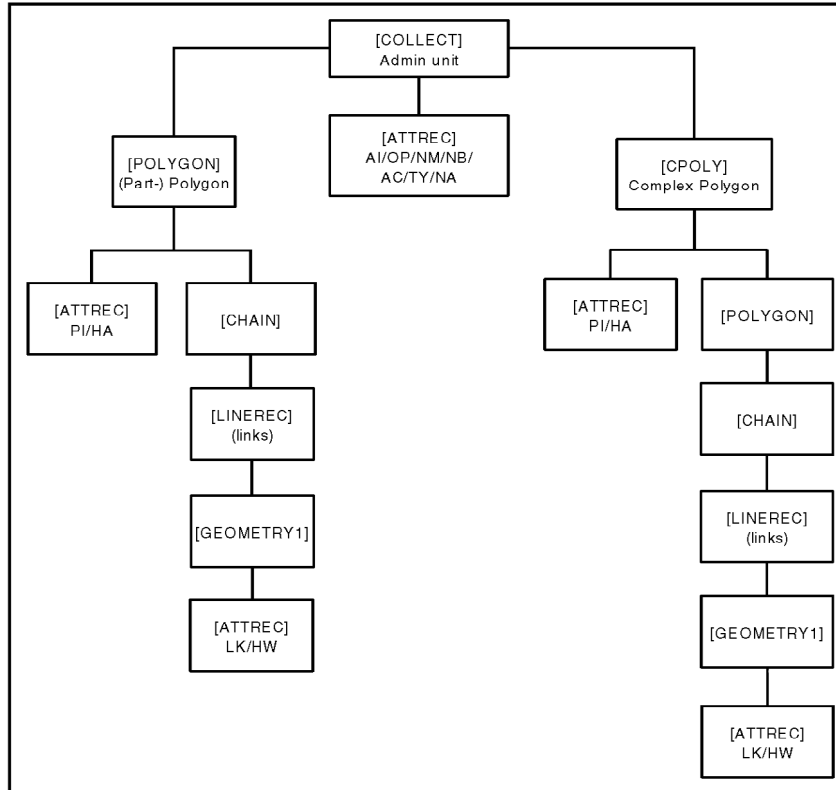 [COLLECT]
Admin unit
[ATTREC]
AI/OP/NM/NB/
AC/TY/NA
[POLYGON]
(Part-) Polygon
[CPOLY]
Complex Polygon
[ATTREC]
PI/HA
[CHAIN]
[LINEREC]
(links)
[GEOMETRY1]
[ATTREC]
LK/HW
[ATTREC]
PI/HA
[POLYGON]
[CHAIN]
[LINEREC]
(links)
[GEOMETRY1]
[ATTREC]
LK/HW